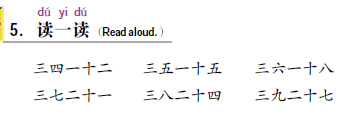 dú yi dú
5. 读一读 (Read aloud.)
三四一十二 三五一十五 三六一十八
三七二十一 三八二十四 三九二十七